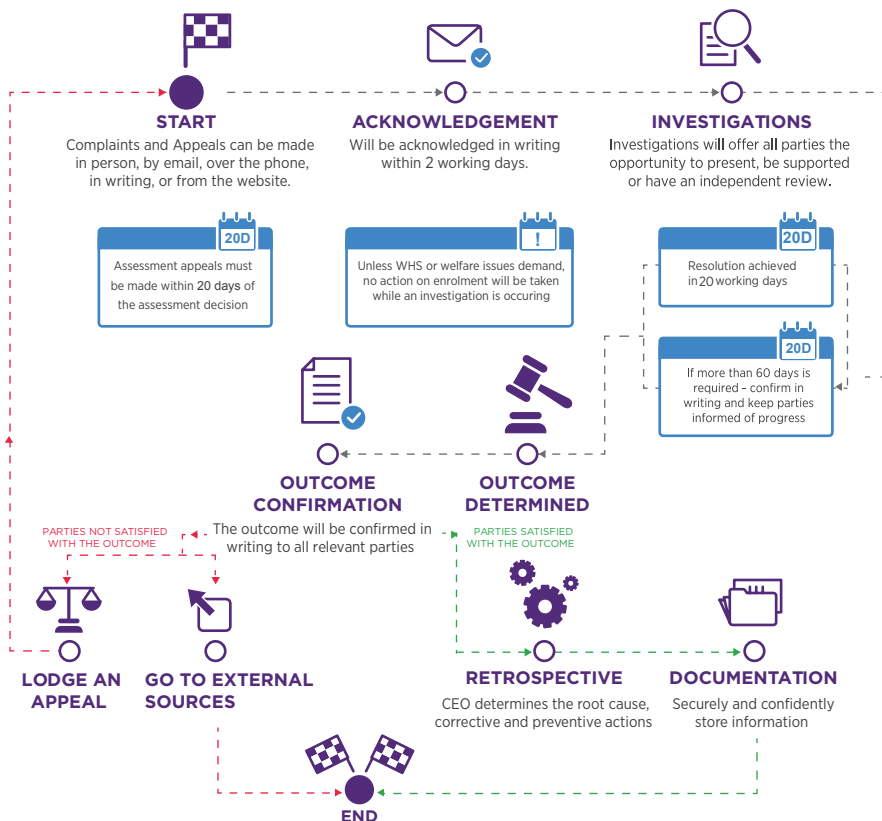 START
Complaints and Appeals can be made
in person, by email, over the phone,
in writing, or from the website.
ACKNOWLEDGEMENT
Will be acknowledged in writing
within 2 working days.
INVESTIGATIONS
Investigations will offer all parties the
opportunity to present, be supported
or have an independent review.
20D
Assessment appeals must
be made within 20 days of
the assessment decision
!
Unless WHS or welfare issues demand,
no action on enrolment will be taken
while an investigation is occuring
20D
Resolution achieved
in 20 working days
20D
If more than 60 days is
required - confirm in
writing and keep parties
informed of progress
OUTCOME
DETERMINED
OUTCOME
CONFIRMATION
The outcome will be confirmed in
writing to all relevant parties
PARTIES NOT SATISFIED
WITH THE OUTCOME
PARTIES SATISFIED
WITH THE OUTCOME
LODGE AN
APPEAL
GO TO EXTERNAL
SOURCES
RETROSPECTIVE
CEO determines the root cause,
corrective and preventive actions
DOCUMENTATION
Securely and confidently
store information
END